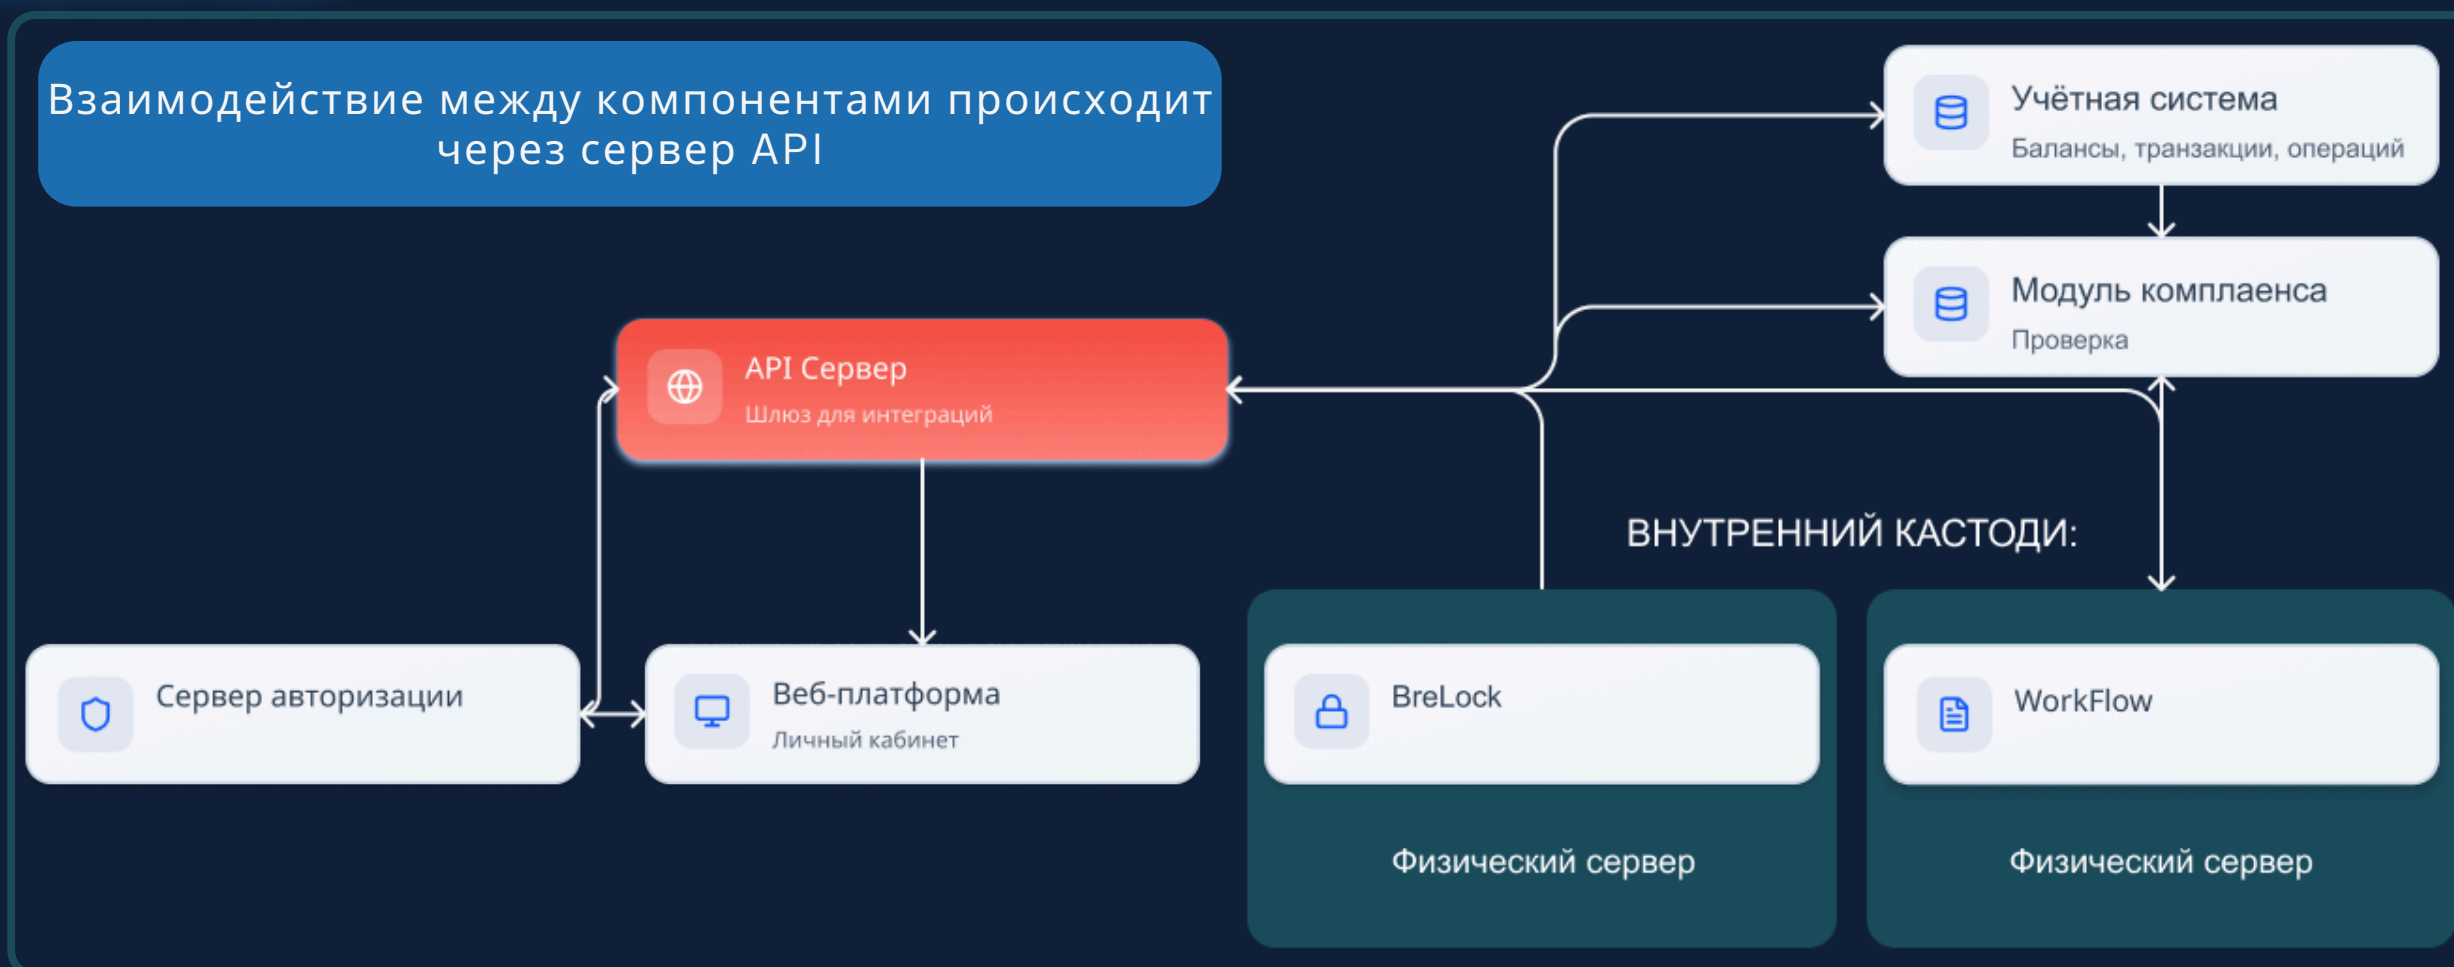 Взаимодействие между компонентами происходит
через сервер API
Учётная система
Балансы, транзакции, операций
Модуль комплаенса
Проверка
API Сервер
Шлюз для интеграций
ВНУТРЕННИЙ КАСТОДИ:
Сервер авторизации
Веб-платформа
Личный кабинет
BreLock
WorkFlow
Физический сервер
Физический сервер